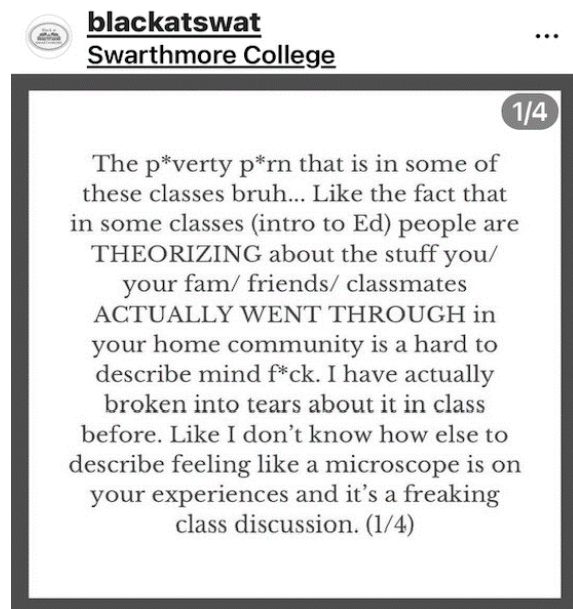 blackatswat
Swarthmore College
...
1/4
The p*verty p*rn that is in some of
these classes bruh... Like the fact that
in some classes (intro to Ed) people are
THEORIZING about the stuff you/
your fam/ friends/ classmates
ACTUALLY WENT THROUGH in
your home community is a hard to
describe mind f*ck. I have actually
broken into tears about it in class
before. Like I don’t know how else to
describe feeling like a microscope is on
your experiences and it’s a freaking
class discussion. (1/4)